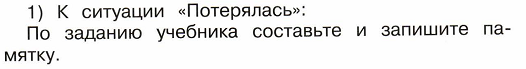 1) К ситуации «Потерялась»:
По заданию учебника составьте и запишите па-
мятку.